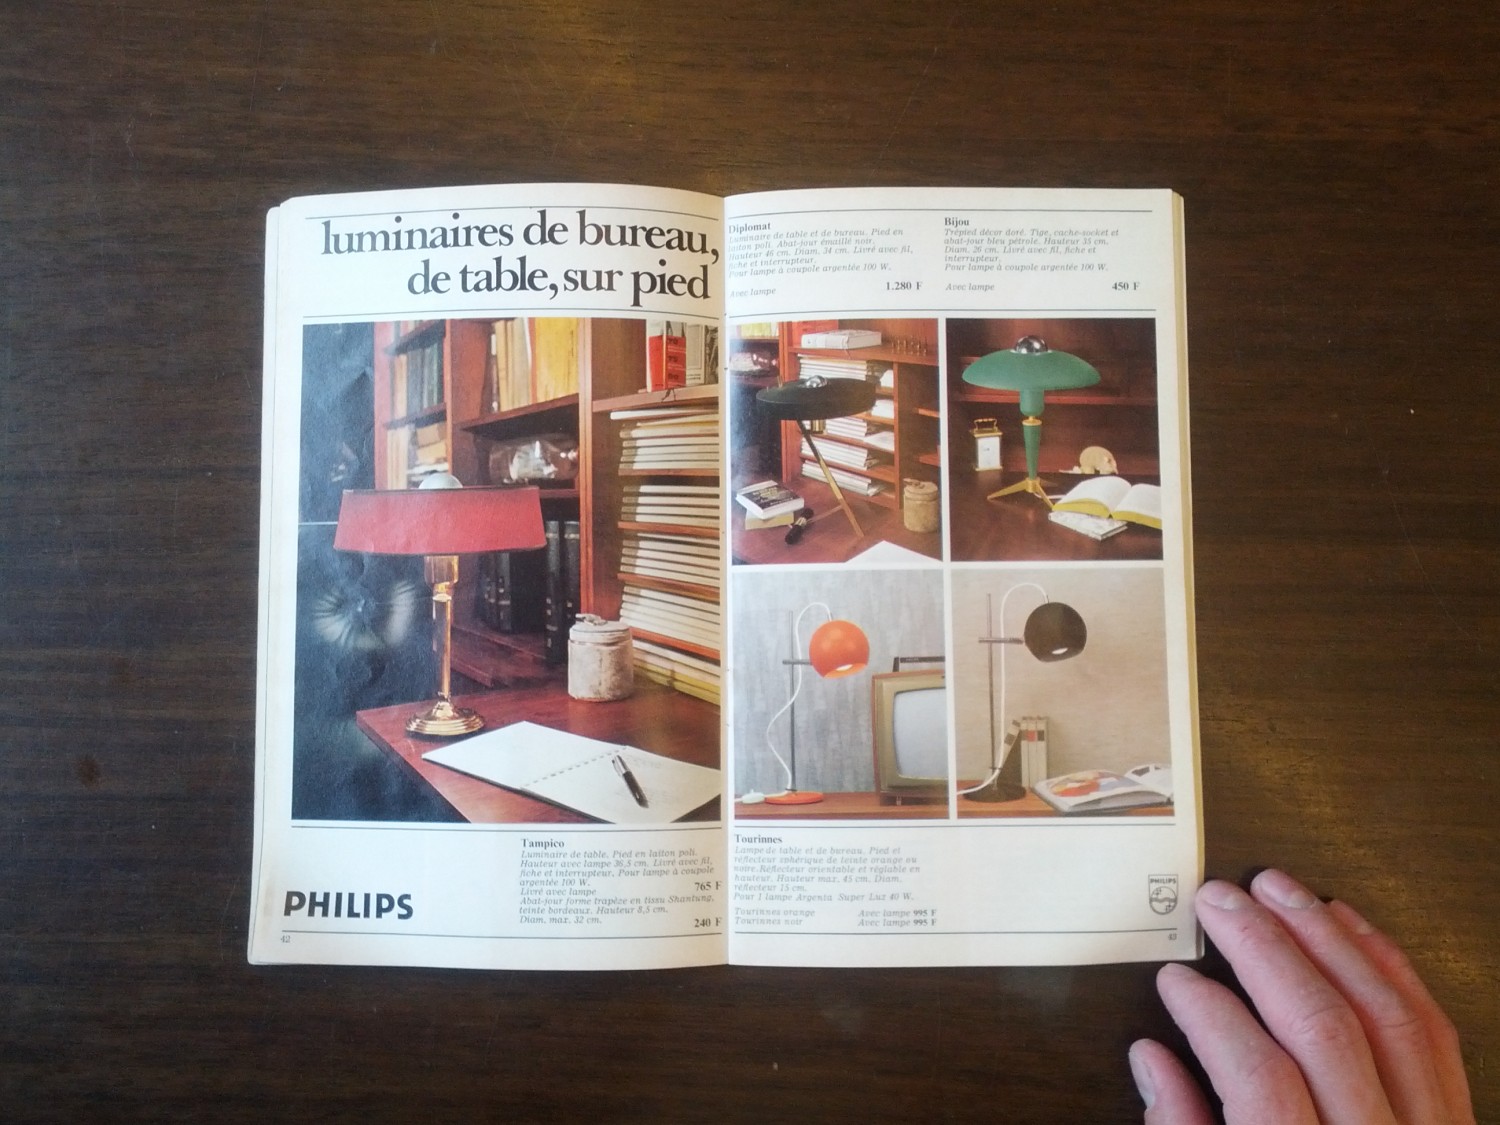 luminaires de bureau,
de table, sur pied
Tampico
Luminaire de table. Pied en laiton poli.
Hauteur avec lampe 36,5 cm. Livré avec fil,
fiche et interrupteur. Pour lampe à coupole
argentée 100 W.
Livré avec lampe 765 F
Abat-jour forme trapèze en tissu Shantung,
teinte bordeaux. Hauteur 8,5 cm.
Diam. max. 32 cm. 240 F
PHILIPS
42
Diplomat
Luminaire de table et de bureau. Pied en
laiton poli. Abat-jour émaillé noir.
Hauteur 46 cm. Diam. 34 cm. Livré avec fil,
fiche et interrupteur.
Pour lampe à coupole argentée 100 W.
Avec lampe 1.280 F
Bijou
Trépied décor doré. Tige, cache-socket et
abat-jour bleu pétrole. Hauteur 35 cm.
Diam. 26 cm. Livré avec fil, fiche et
interrupteur.
Pour lampe à coupole argentée 100 W.
Avec lampe 450 F
Tourinnes
Lampe de table et de bureau. Pied et
réflecteur sphérique de teinte orange ou
noire. Réflecteur orientable et réglable en
hauteur. Hauteur max. 45 cm. Diam.
réflecteur 15 cm.
Pour 1 lampe Argenta Super Lux 40 W.
Tourinnes orange Avec lampe 995 F
Tourinnes noir Avec lampe 995 F
PHILIPS
43